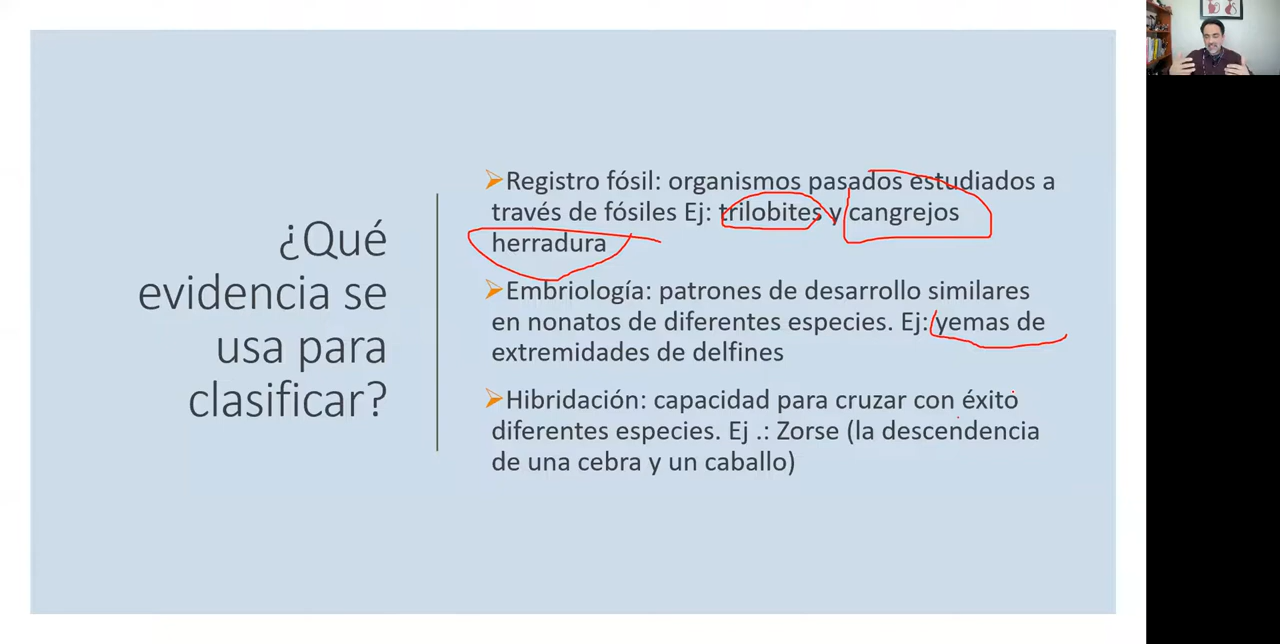 ¿Qué
evidencia se
usa para
clasificar?
Registro fósil: organismos pasados estudiados a
través de fósiles Ej: trilobites y cangrejos
herradura
Embriología: patrones de desarrollo similares
en nonatos de diferentes especies. Ej: yemas de
extremidades de delfines
Hibridación: capacidad para cruzar con éxito
diferentes especies. Ej .: Zorse (la descendencia
de una cebra y un caballo)